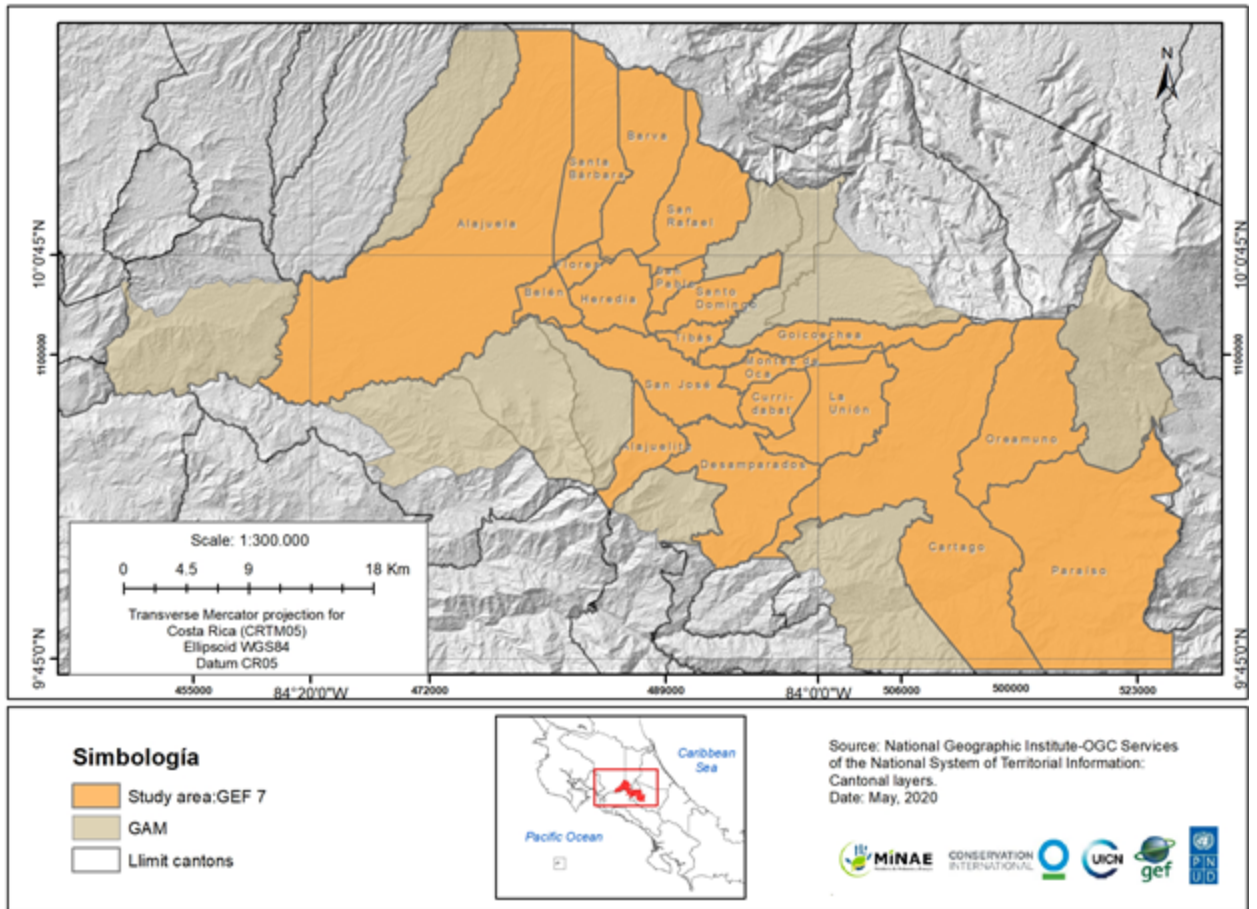 N
Barva
Santa
Bárbara
San
Rafael
Alajuela
10°0'45"N
10°0'45"N
Flores
San
Pablo
Belén
Heredia
Santo
Domingo
Tibás
Goicoechea
1100000
1100000
Montes de
Oca
San José
Curri-
dabat
La
Unión
Oreamuno
Alajuelita
Desamparados
Cartago
Paraíso
Scale: 1:300.000
0 4.5 9 18 Km
Transverse Mercator projection for
Costa Rica (CRTM05)
Ellipsoid WGS84
Datum CR05
9°45'0"N
9°45'0"N
455000 84°20'0"W 472000 489000 84°0'0"W 506000 500000 523000
Simbología
Study area:GEF 7
GAM
Llimit cantons
Caribbean
Sea
Pacific Ocean
Source: National Geographic Institute-OGC Services
of the National System of Territorial Information:
Cantonal layers.
Date: May, 2020
MiNAE
CONSERVATION
INTERNATIONAL
UICN
gef
P N
U D